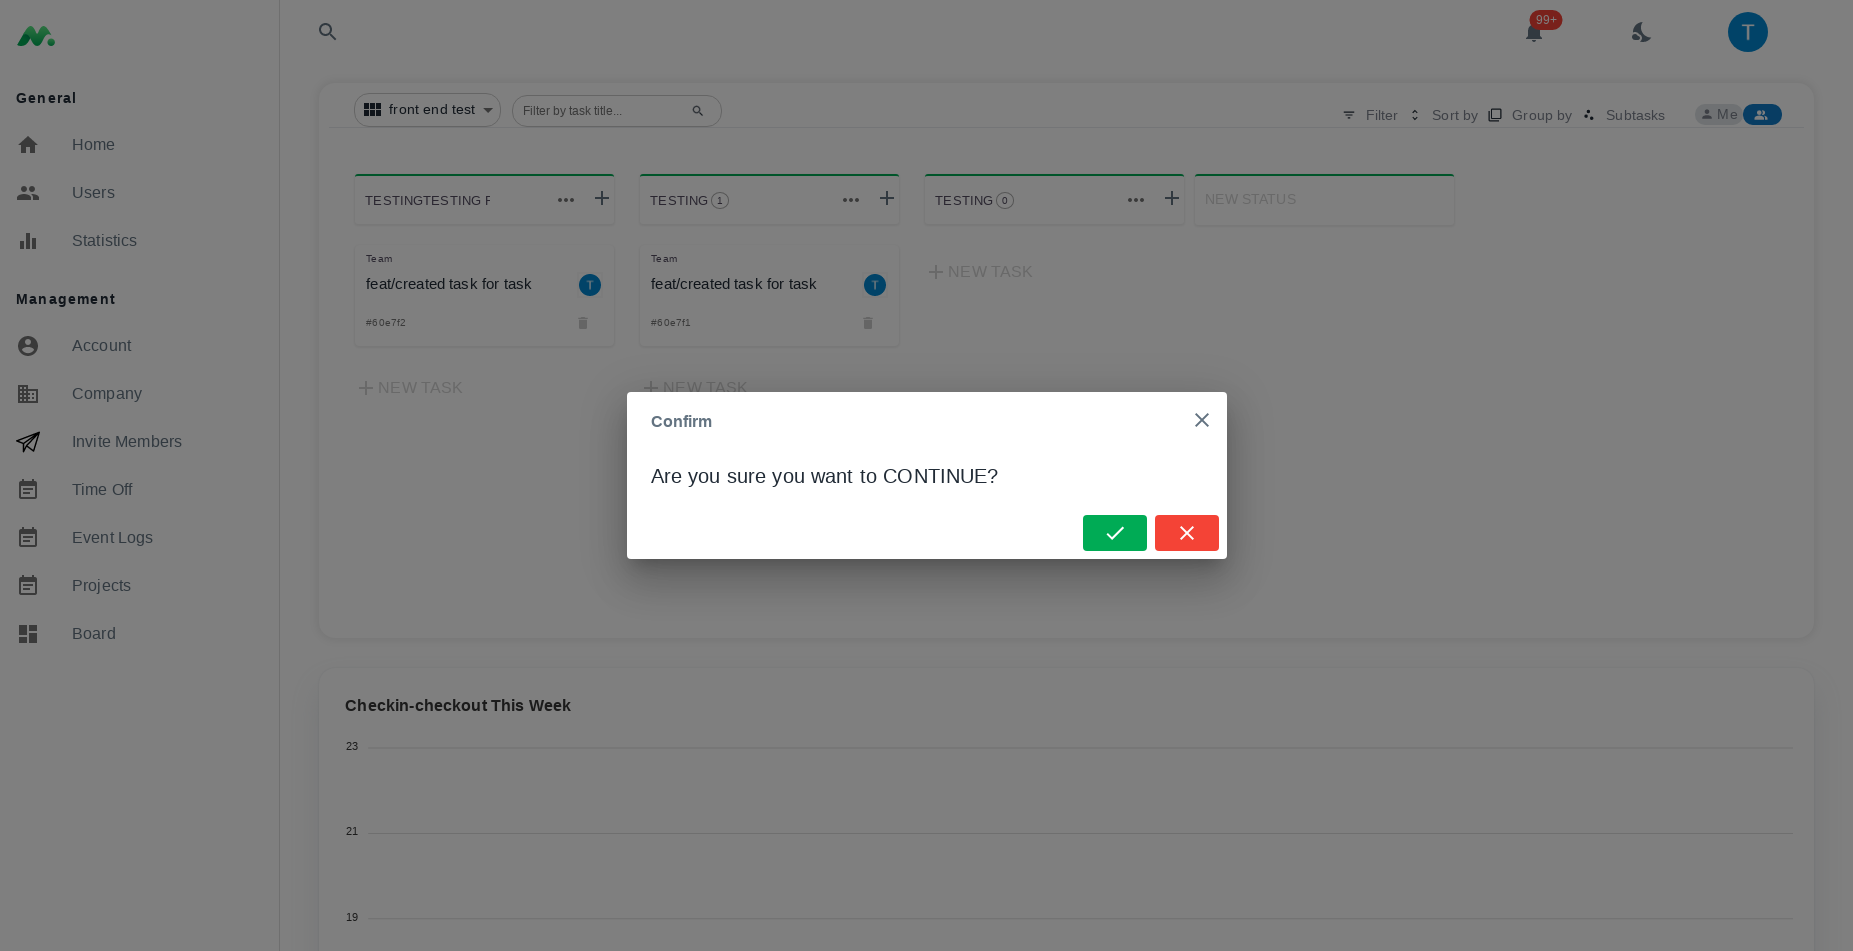 99+
T
General
Home
Users
Statistics
Management
Account
Company
Invite Members
Time Off
Event Logs
Projects
Board
front end test
Filter by task title...
Filter
Sort by
Group by
Subtasks
Me
TESTINGTESTING
TESTING 1
TESTING 0
NEW STATUS
Team
feat/created task for task
T
#60e7f2
NEW TASK
Team
feat/created task for task
T
#60e7f1
NEW TASK
NEW TASK
Confirm
Are you sure you want to CONTINUE?
Checkin-checkout This Week
23
21
19